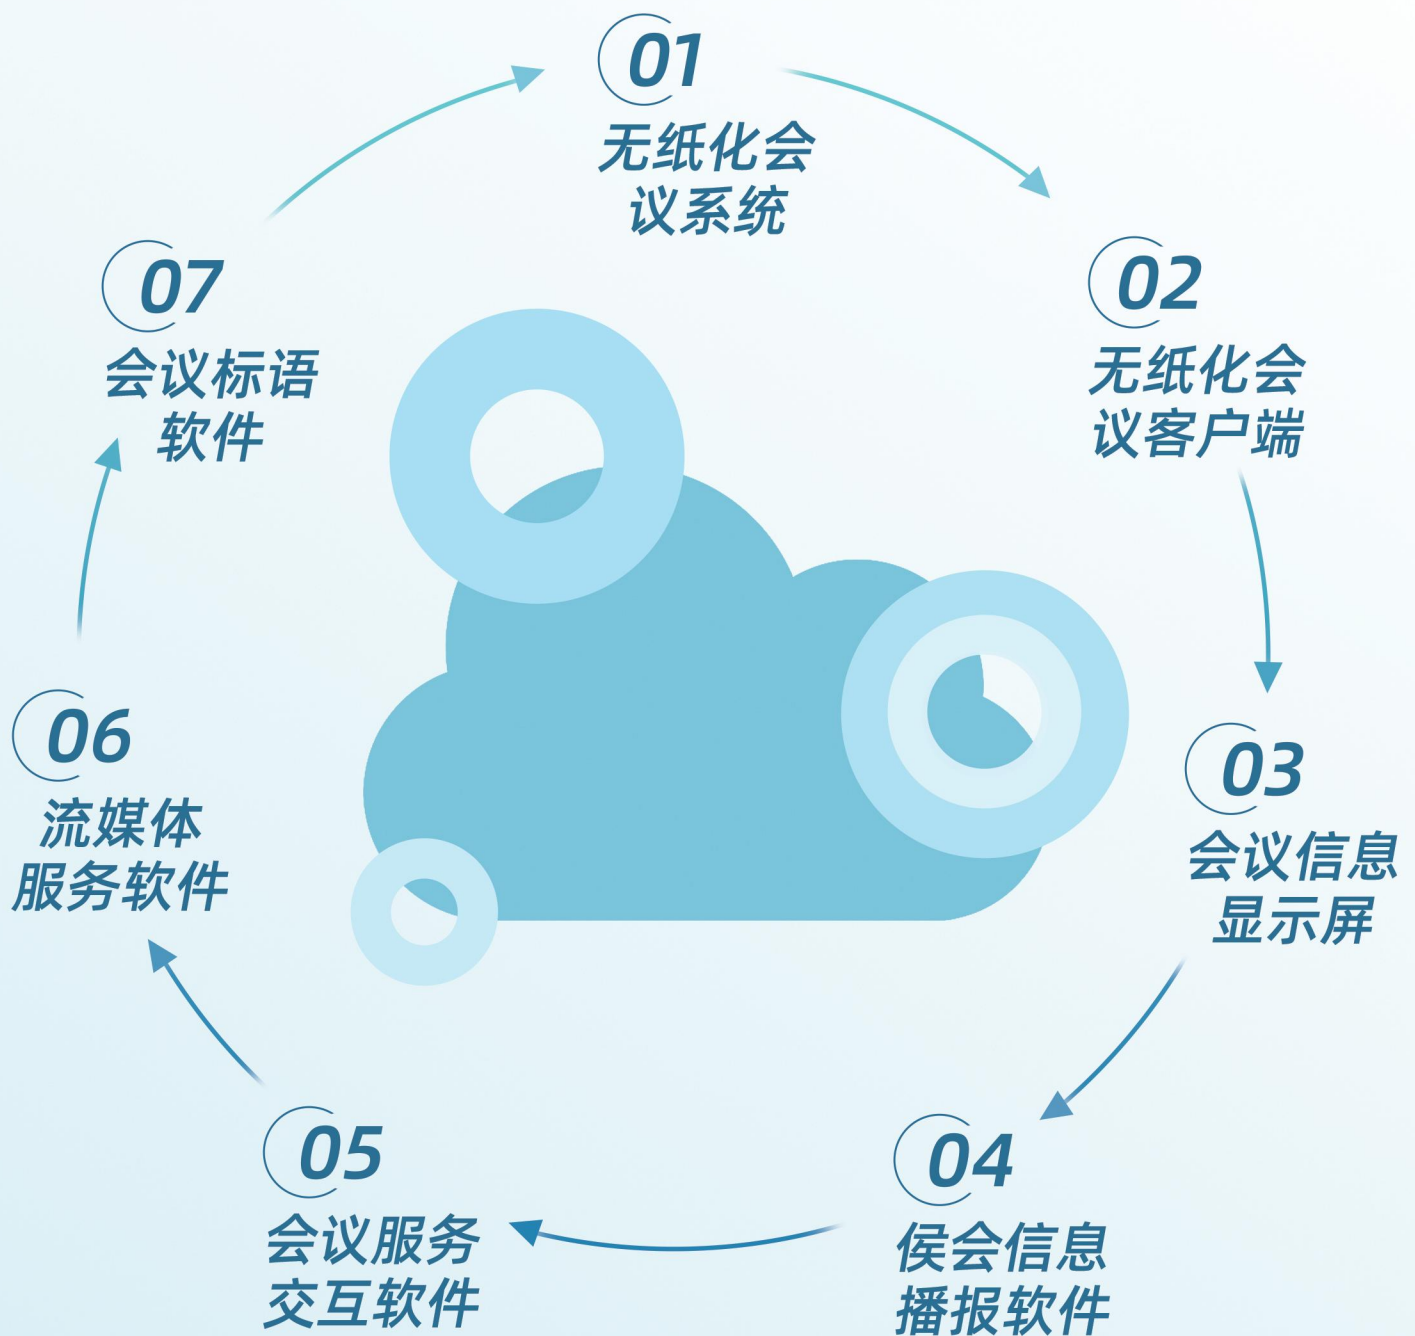 01
无纸化会
议系统
02
无纸化会
议客户端
03
会议信息
显示屏
04
侯会信息
播报软件
05
会议服务
交互软件
06
流媒体
服务软件
07
会议标语
软件